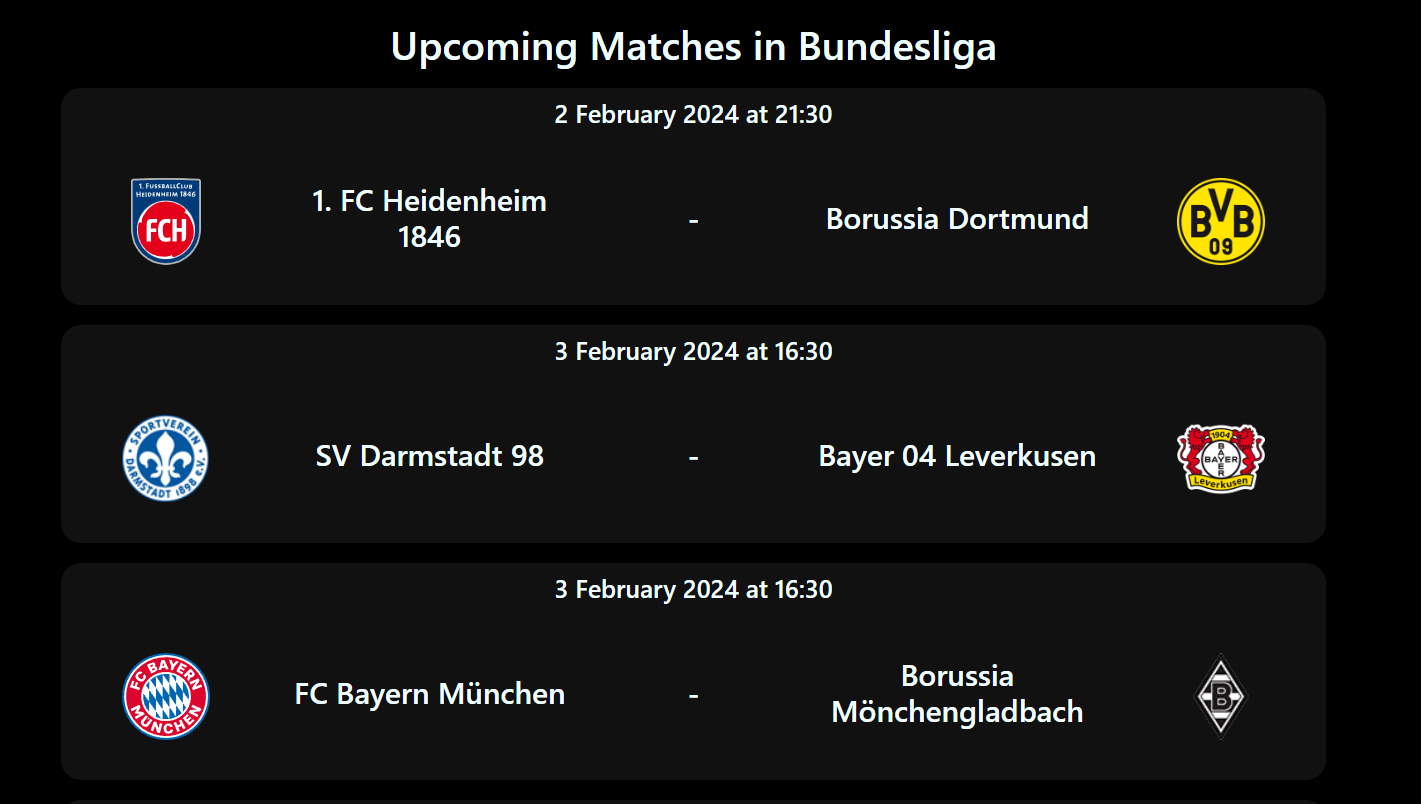 Upcoming Matches in Bundesliga
2 February 2024 at 21:30
1. FUSSBALLCLUB
HEIDENHEIM 1846
FCH
1. FC Heidenheim
1846
-
Borussia Dortmund
BVB
09
3 February 2024 at 16:30
SPORTVEREIN
DARMSTADT 1898 e.V.
SV Darmstadt 98
-
Bayer 04 Leverkusen
1904
BAYER
BAYER
Leverkusen
3 February 2024 at 16:30
FC BAYERN
MÜNCHEN
FC Bayern München
-
Borussia
Mönchengladbach
B